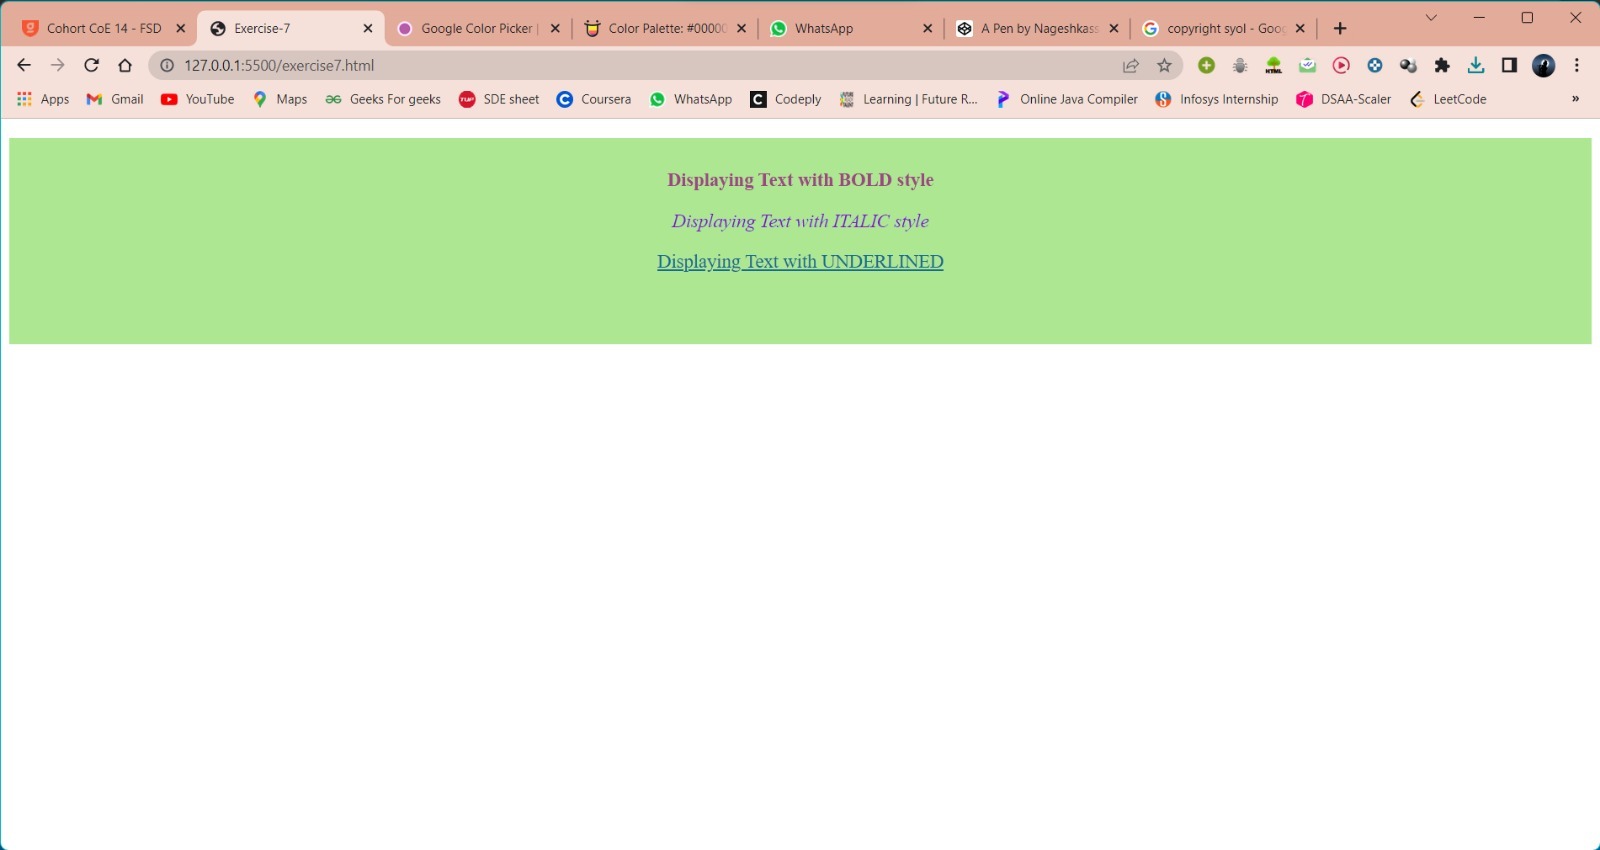 Cohort CoE 14 - FSD
Exercise-7
Google Color Picker |
Color Palette: #0000
WhatsApp
A Pen by Nageshkass
copyright syol - Goog
127.0.0.1:5500/exercise7.html
Apps
Gmail
YouTube
Maps
Geeks For geeks
SDE sheet
Coursera
WhatsApp
Codeply
Learning | Future R...
Online Java Compiler
Infosys Internship
DSAA-Scaler
LeetCode
»
Displaying Text with BOLD style
Displaying Text with ITALIC style
Displaying Text with UNDERLINED